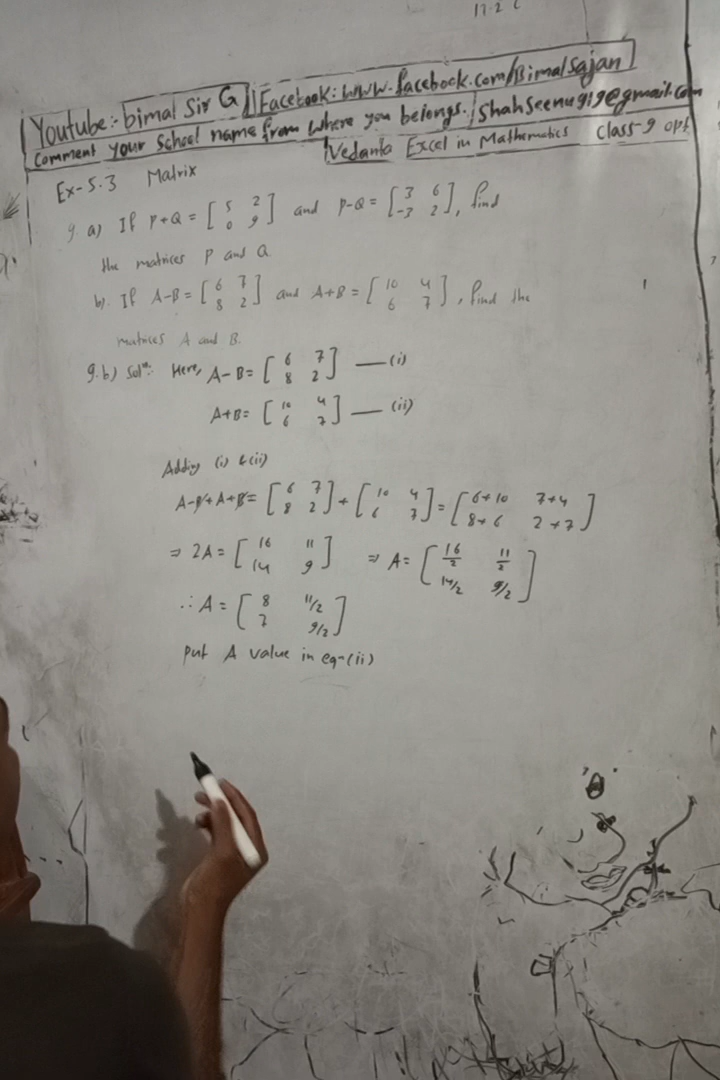 17.2 (
Youtube:- bimal Sir G Facebook: www.facebook.com/Bimalsajan
Comment your School name from where you belongs. shahseenu919@gmail.com
Vedanta Excel in Mathematics class-9 opt
Ex-5.3 Matrix
9. a) If P+Q = [ 5 2
0 9 ] and P-Q = [ 3 6
-3 2 ], find
the matrices P and Q.
b). If A-B = [ 6 7
8 2 ] and A+B = [ 10 4
6 7 ], find the
matrices A and B.
9.b) Solⁿ: Here, A-B = [ 6 7
8 2 ] —(i)
A+B = [ 10 4
6 7 ] — (ii)
Adding (i) & (ii)
A-B+A+B = [ 6 7
8 2 ] + [ 10 4
6 7 ] = [ 6+10 7+4
8+6 2+7 ]
⇒ 2A = [ 16 11
14 9 ] ⇒ A = [ 16/2 11/2
14/2 9/2 ]
∴ A = [ 8 11/2
7 9/2 ]
put A value in eq-(ii)